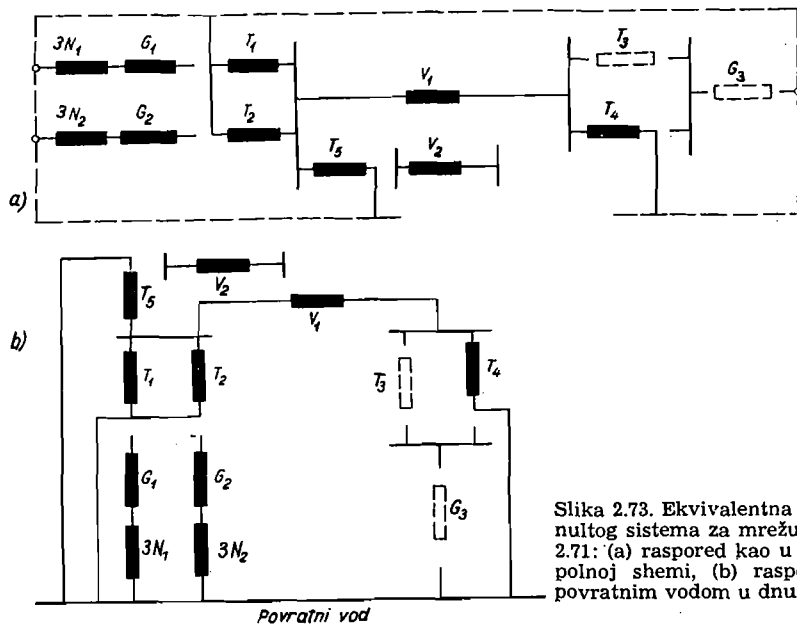 3N₁ G₁ T₁ V₁ T₃ G₃
3N₂ G₂ T₂ T₅ V₂ T₄
a)
T₅ V₂ V₁
b)
T₁ T₂ T₃ T₄
G₁ G₂ G₃
3N₁ 3N₂
Povratni vod
Slika 2.73. Ekvivalentna
nultog sistema za mrežu
2.71: (a) raspored kao u
polnoj shemi, (b) raspo
povratnim vodom u dnu